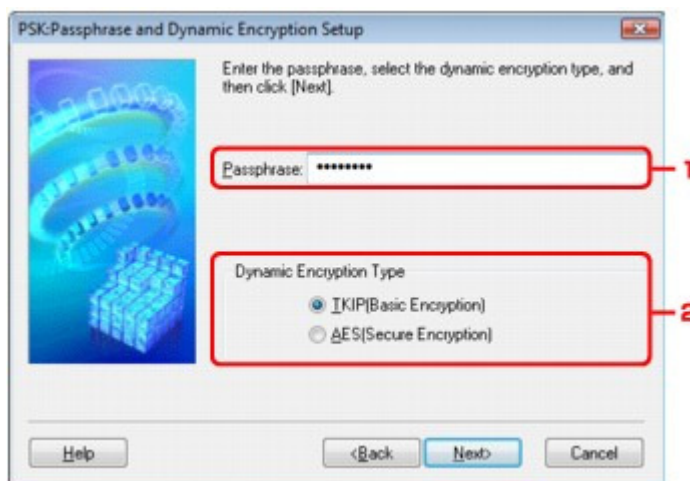 PSK:Passphrase and Dynamic Encryption Setup
Enter the passphrase, select the dynamic encryption type, and
then click [Next].
Passphrase: ••••••••
1
Dynamic Encryption Type
TKIP(Basic Encryption)
AES(Secure Encryption)
2
Help
<Back
Next>
Cancel